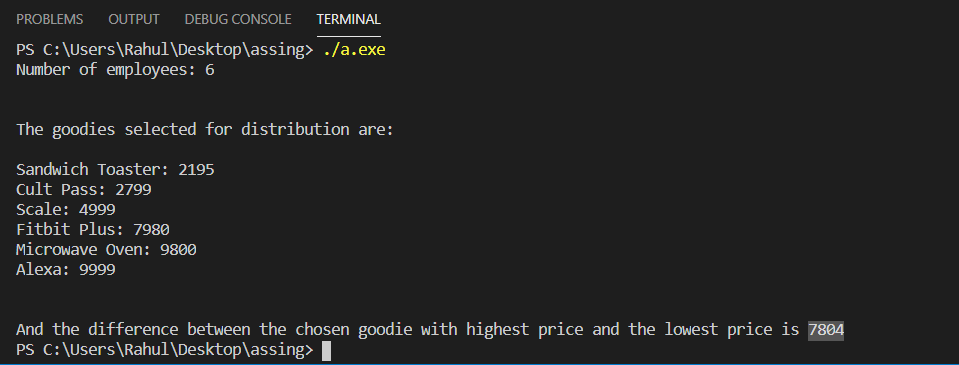 PROBLEMS OUTPUT DEBUG CONSOLE TERMINAL
PS C:\Users\Rahul\Desktop\assing> ./a.exe
Number of employees: 6
The goodies selected for distribution are:
Sandwich Toaster: 2195
Cult Pass: 2799
Scale: 4999
Fitbit Plus: 7980
Microwave Oven: 9800
Alexa: 9999
And the difference between the chosen goodie with highest price and the lowest price is 7804
PS C:\Users\Rahul\Desktop\assing>